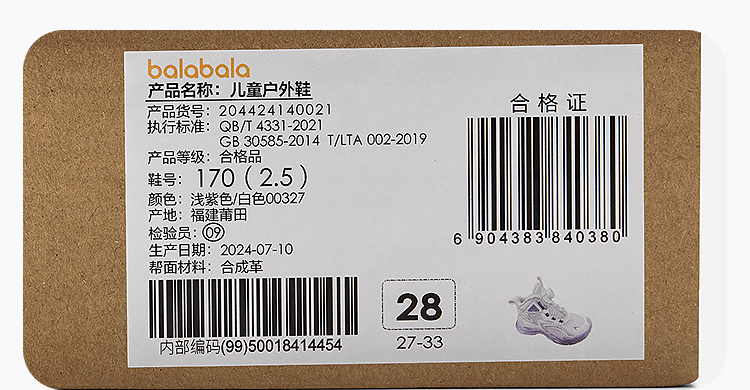 balabala
产品名称：儿童户外鞋
产品货号：204424140021
执行标准：QB/T 4331-2021
GB 30585-2014 T/LTA 002-2019
产品等级：合格品
鞋号：170（2.5）
颜色：浅紫色/白色00327
产地：福建莆田
检验员：09
生产日期：2024-07-10
帮面材料：合成革
内部编码(99)50018414454
28
27-33
合格证
6 904383 840380